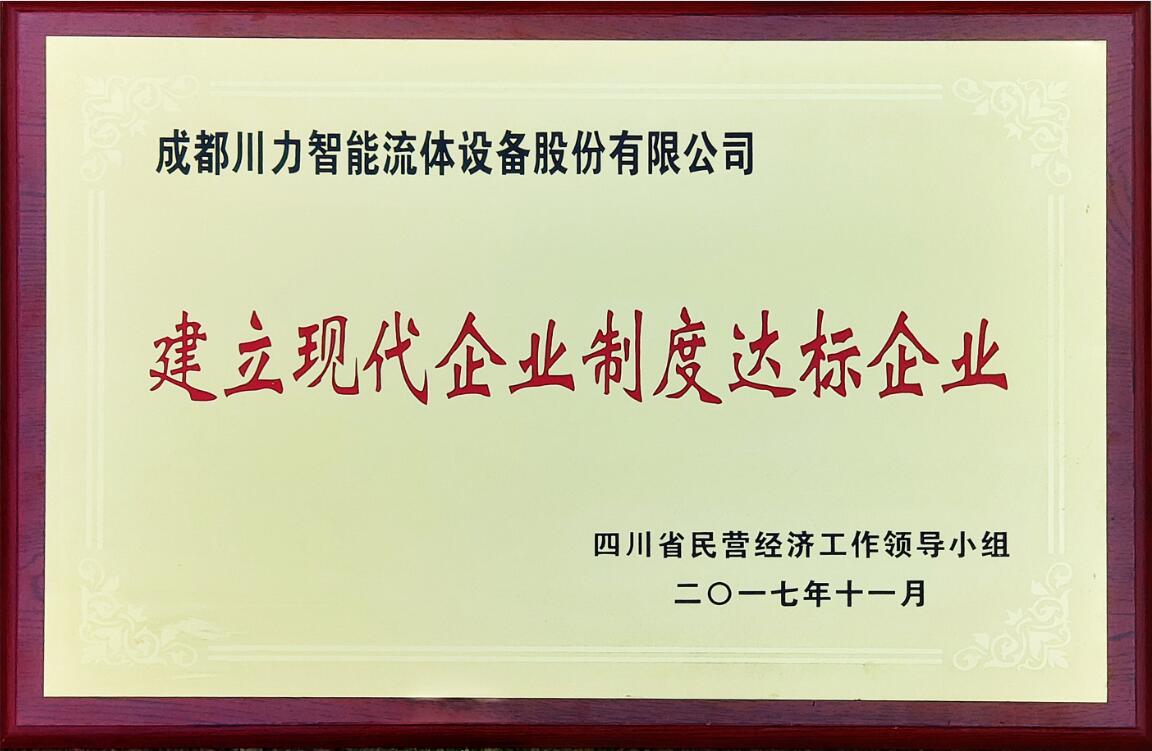 成都川力智能流体设备股份有限公司
建立现代企业制度达标企业
四川省民营经济工作领导小组
二〇一七年十一月